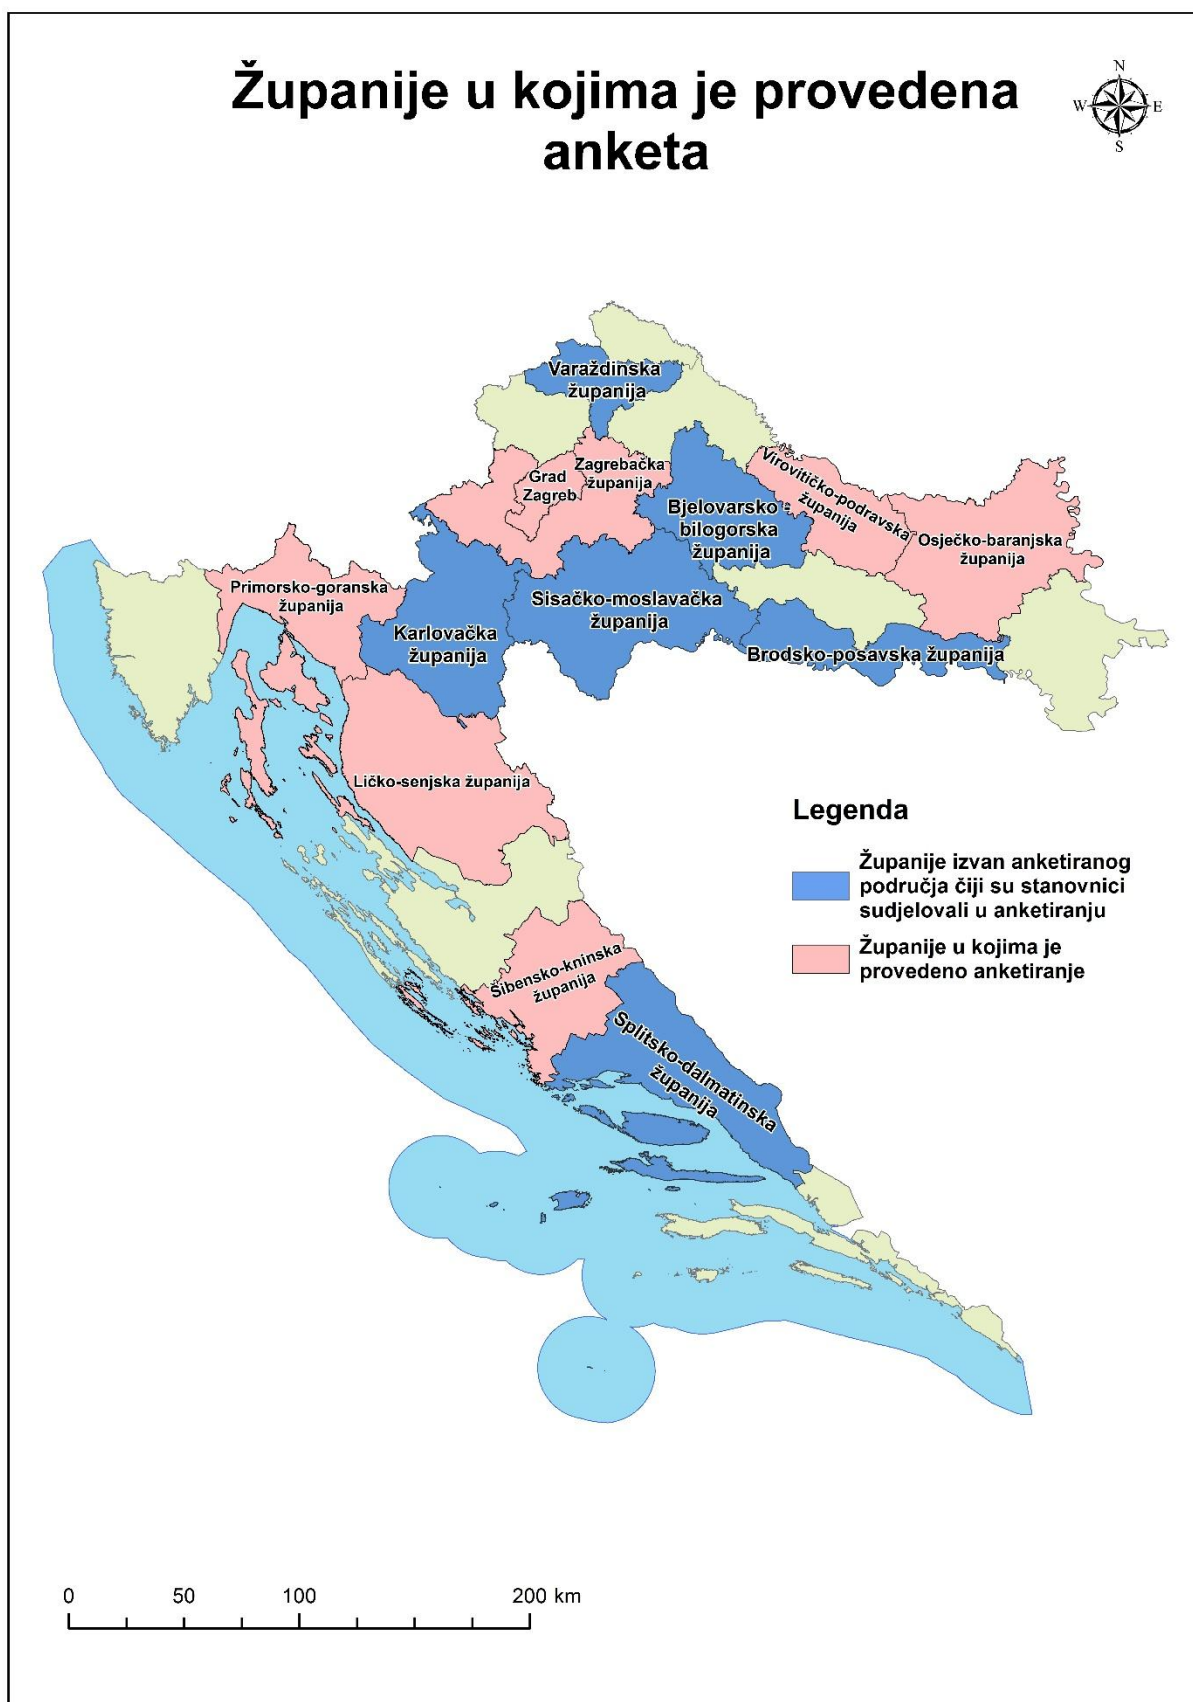 Županije u kojima je provedena
anketa
N
W
E
S
Varaždinska
županija
Grad
Zagreb
Zagrebačka
županija
Virovitičko-podravska
županija
Bjelovarsko -
bilogorska
županija
Osječko-baranjska
županija
Primorsko-goranska
županija
Sisačko-moslavačka
županija
Karlovačka
županija
Brodsko-posavska županija
Ličko-senjska županija
Šibensko-kninska
županija
Splitsko-dalmatinska
županija
Legenda
Županije izvan anketiranog
područja čiji su stanovnici
sudjelovali u anketiranju
Županije u kojima je
provedeno anketiranje
0 50 100 200 km